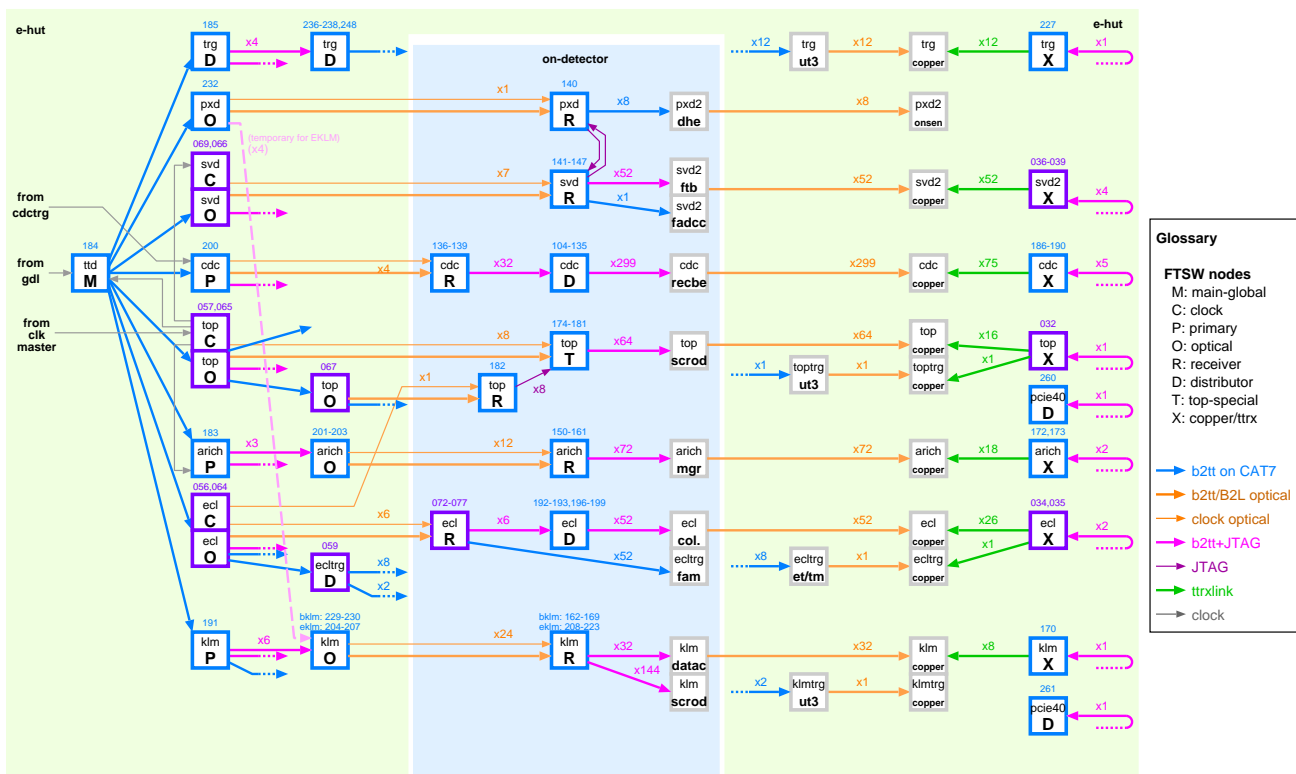 e-hut
185
trg
D
x4
236-238,248
trg
D
on-detector
x12
trg
ut3
x12
trg
copper
x12
227
trg
X
e-hut
x1
232
pxd
O
x1
140
pxd
R
x8
pxd2
dhe
x8
pxd2
onsen
(temporary for EKLM)
(x4)
069,066
svd
C
svd
O
x7
141-147
svd
R
x52
x1
svd2
ftb
svd2
fadcc
x52
svd2
copper
x52
036-039
svd2
X
x4
from
cdctrg
184
ttd
M
from
gdl
200
cdc
P
x4
136-139
cdc
R
x32
104-135
cdc
D
x299
cdc
recbe
x299
cdc
copper
x75
186-190
cdc
X
x5
from
clk
master
057,065
top
C
top
O
x8
174-181
top
T
x64
top
scrod
x64
top
copper
x16
032
top
X
x1
067
top
O
x1
182
top
R
x8
x1
toptrg
ut3
x1
toptrg
copper
x1
260
pcie40
D
x1
183
arich
P
x3
201-203
arich
O
x12
150-161
arich
R
x72
arich
mgr
x72
arich
copper
x18
172,173
arich
X
x2
056,064
ecl
C
ecl
O
x6
072-077
ecl
R
x6
192-193,196-199
ecl
D
x52
ecl
col.
x52
ecl
copper
x26
034,035
ecl
X
x2
059
ecltrg
D
x8
x2
x52
ecltrg
fam
x8
ecltrg
et/tm
x1
ecltrg
copper
x1
191
klm
P
x6
bklm: 229-230
eklm: 204-207
klm
O
x24
bklm: 162-169
eklm: 208-223
klm
R
x32
x144
klm
datac
klm
scrod
x32
klm
copper
x8
170
klm
X
x1
x2
klmtrg
ut3
x1
klmtrg
copper
261
pcie40
D
x1
Glossary
FTSW nodes
M: main-global
C: clock
P: primary
O: optical
R: receiver
D: distributor
T: top-special
X: copper/ttrx
b2tt on CAT7
b2tt/B2L optical
clock optical
b2tt+JTAG
JTAG
ttrxlink
clock